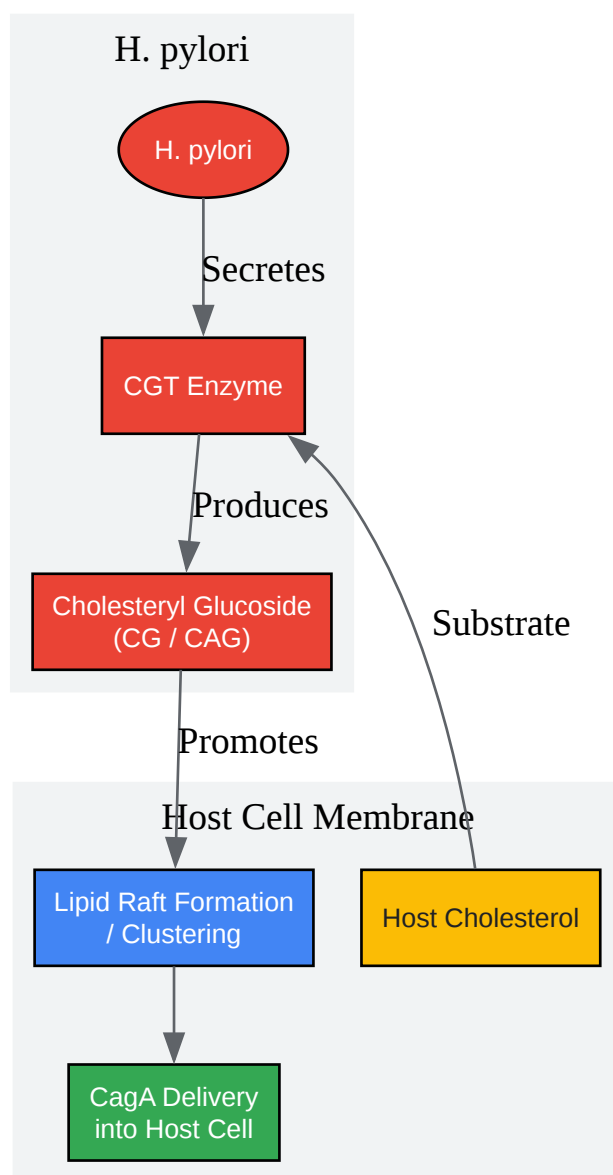 H. pylori
H. pylori
Secretes
CGT Enzyme
Produces
Cholesteryl Glucoside
(CG / CAG)
Substrate
Promotes
Host Cell Membrane
Lipid Raft Formation
/ Clustering
Host Cholesterol
CagA Delivery
into Host Cell